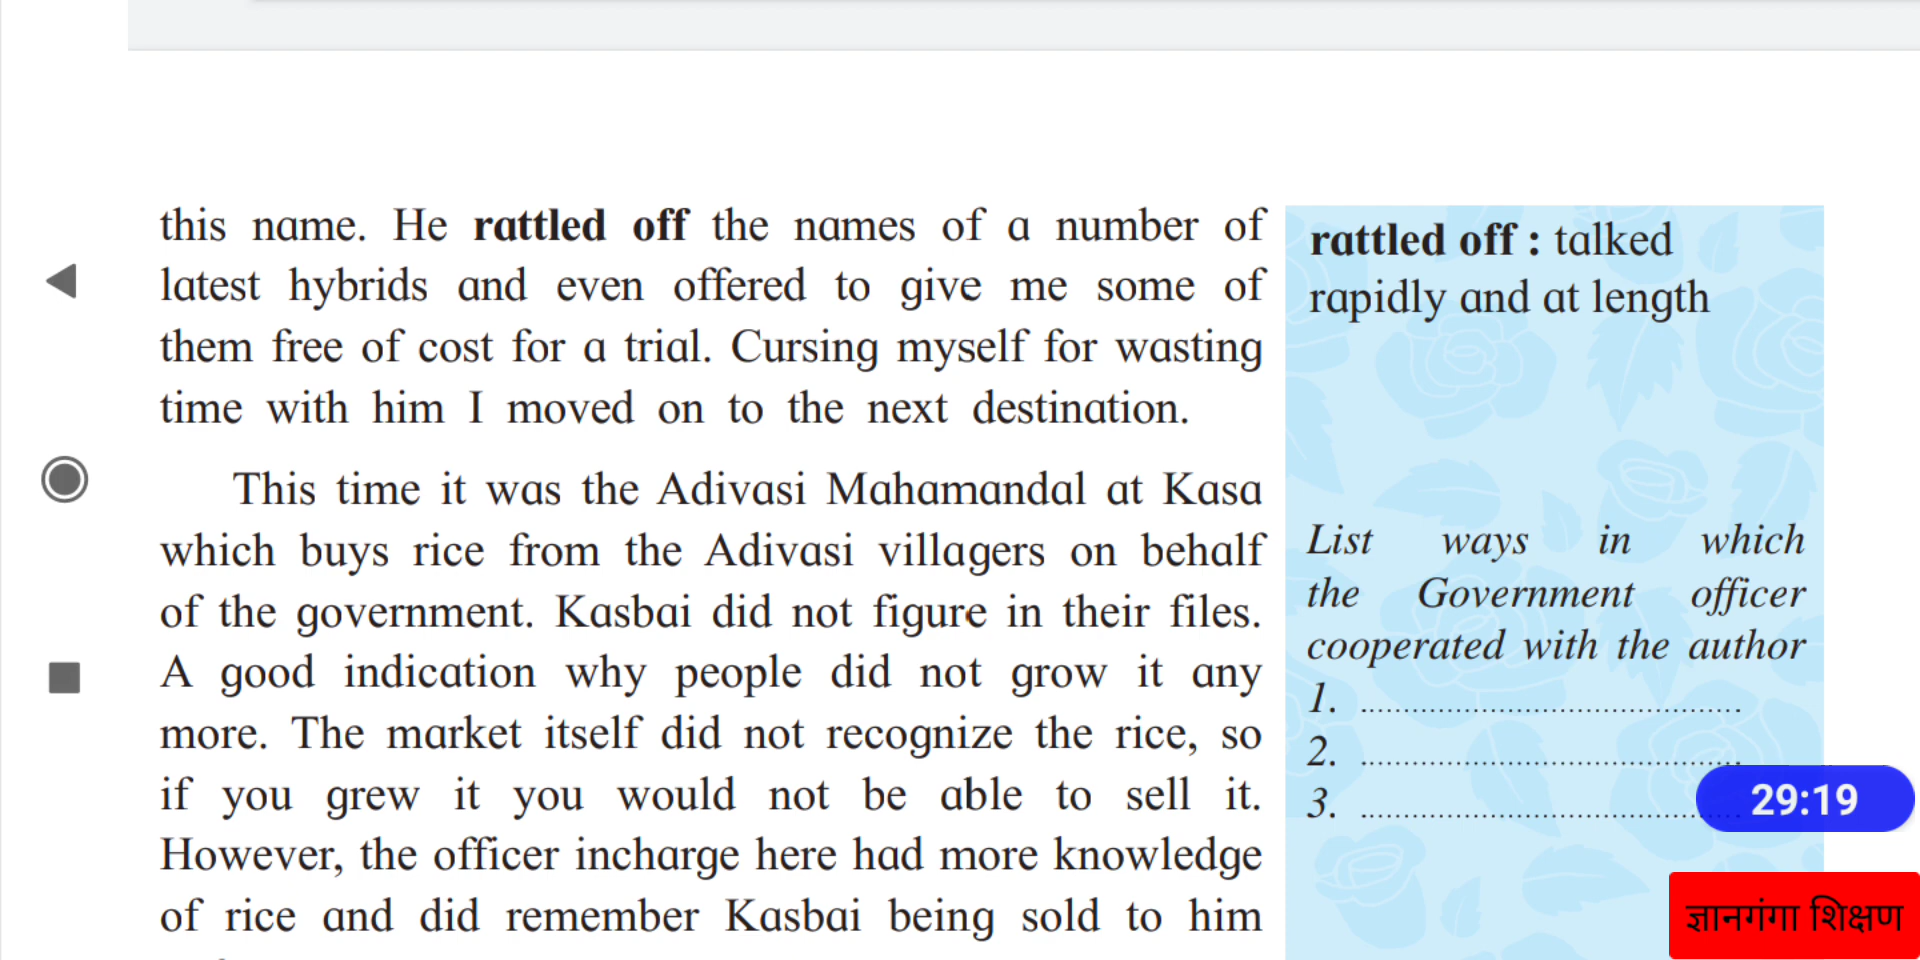 this name. He rattled off the names of a number of
latest hybrids and even offered to give me some of
them free of cost for a trial. Cursing myself for wasting
time with him I moved on to the next destination.
This time it was the Adivasi Mahamandal at Kasa
which buys rice from the Adivasi villagers on behalf
of the government. Kasbai did not figure in their files.
A good indication why people did not grow it any
more. The market itself did not recognize the rice, so
if you grew it you would not be able to sell it.
However, the officer incharge here had more knowledge
of rice and did remember Kasbai being sold to him
rattled off : talked
rapidly and at length
List ways in which
the Government officer
cooperated with the author
1. ......................................
2. ......................................
3. ......................................
29:19
ज्ञानगंगा शिक्षण